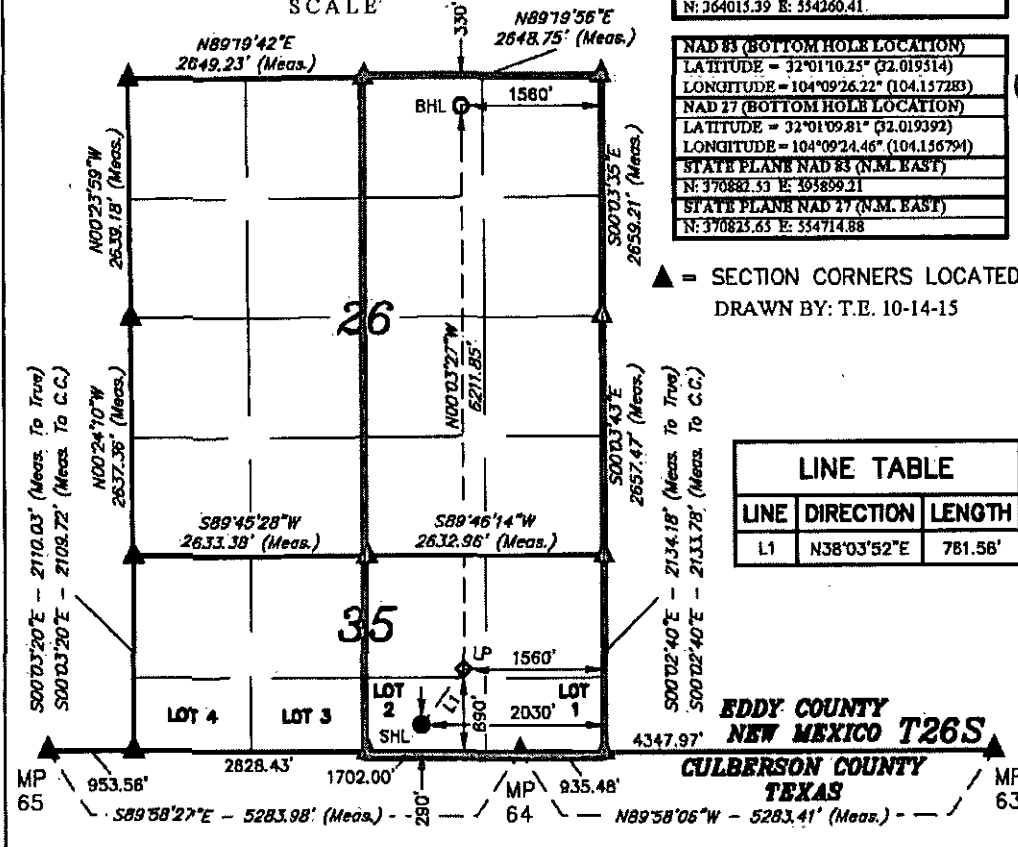 SCALE
N: 364015.39 E: 554260.41
N89°19'42"E
2649.23' (Meas.)
330'
N89°19'56"E
2648.75' (Meas.)
NAD 83 (BOTTOM HOLE LOCATION)
LATITUDE = 32°01'10.25" (32.019514)
LONGITUDE = 104°09'26.22" (104.157283)
NAD 27 (BOTTOM HOLE LOCATION)
LATITUDE = 32°01'09.81" (32.019392)
LONGITUDE = 104°09'24.46" (104.156794)
STATE PLANE NAD 83 (N.M. EAST)
N: 370882.53 E: 595899.21
STATE PLANE NAD 27 (N.M. EAST)
N: 370825.65 E: 554714.88
BHL
1560'
N00°23'59"W
2639.18' (Meas.)
S00°03'35"E
2659.21' (Meas.)
▲ = SECTION CORNERS LOCATED
DRAWN BY: T.E. 10-14-15
26
N00°03'27"W
6211.85'
N00°24'10"W
2637.36' (Meas.)
S00°03'43"E
2657.47' (Meas.)
S00°03'20"E - 2110.03' (Meas. To True)
S00°03'20"E - 2109.72' (Meas. To C.C.)
S00°02'40"E - 2134.18' (Meas. To True)
S00°02'40"E - 2133.78' (Meas. To C.C.)
LINE TABLE
LINE DIRECTION LENGTH
L1 N38°03'52"E 781.58'
S89°45'28"W
2633.38' (Meas.)
S89°46'14"W
2632.96' (Meas.)
35
LP
1560'
LOT 4
LOT 3
LOT 2
LOT 1
L1
890'
2030'
SHL
EDDY COUNTY
NEW MEXICO T26S
4347.97'
CULBERSON COUNTY
TEXAS
MP 65
953.56'
2628.43'
1702.00'
290'
MP 64
935.48'
MP 63
S89°58'27"E - 5283.98' (Meas.)
N89°58'06"W - 5283.41' (Meas.)